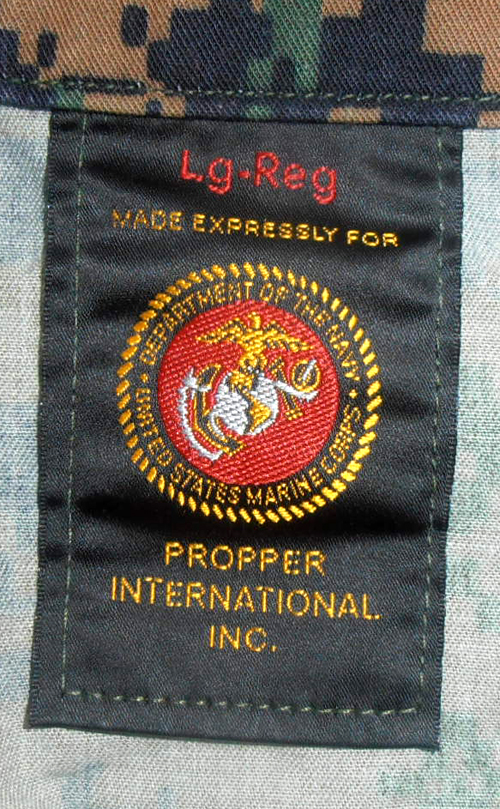 Lg-Reg
MADE EXPRESSLY FOR
DEPARTMENT OF THE NAVY
UNITED STATES MARINE CORPS
PROPPER
INTERNATIONAL
INC.